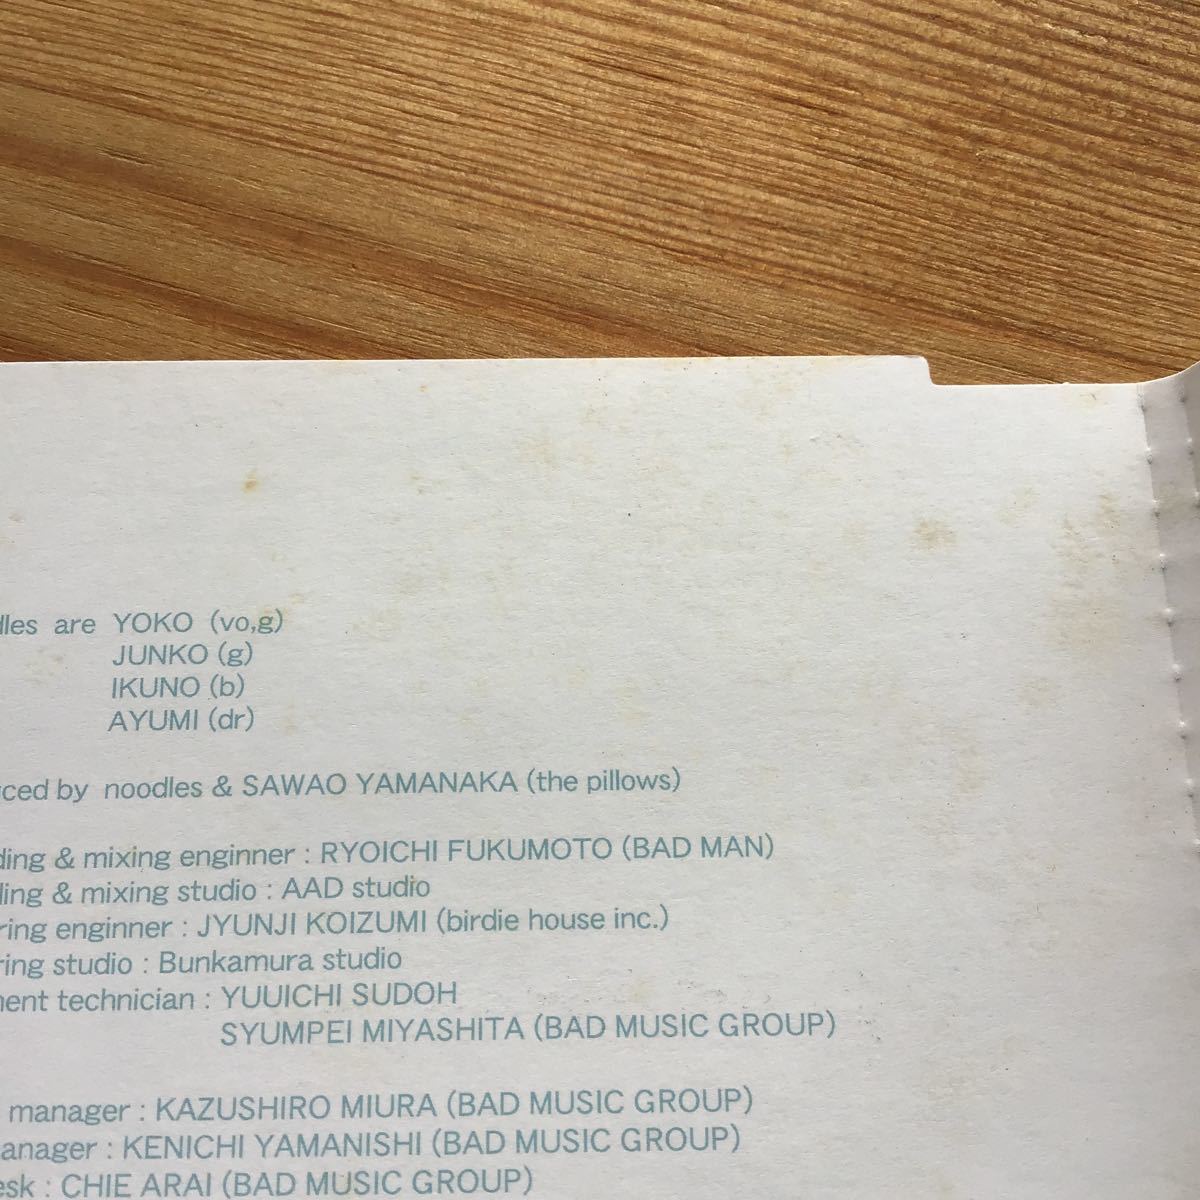 dles are YOKO (vo,g)
JUNKO (g)
IKUNO (b)
AYUMI (dr)
ced by noodles & SAWAO YAMANAKA (the pillows)
ding & mixing enginner : RYOICHI FUKUMOTO (BAD MAN)
ding & mixing studio : AAD studio
ring enginner : JYUNJI KOIZUMI (birdie house inc.)
ring studio : Bunkamura studio
ment technician : YUUICHI SUDOH
SYUMPEI MIYASHITA (BAD MUSIC GROUP)
manager : KAZUSHIRO MIURA (BAD MUSIC GROUP)
anager : KENICHI YAMANISHI (BAD MUSIC GROUP)
esk : CHIE ARAI (BAD MUSIC GROUP)